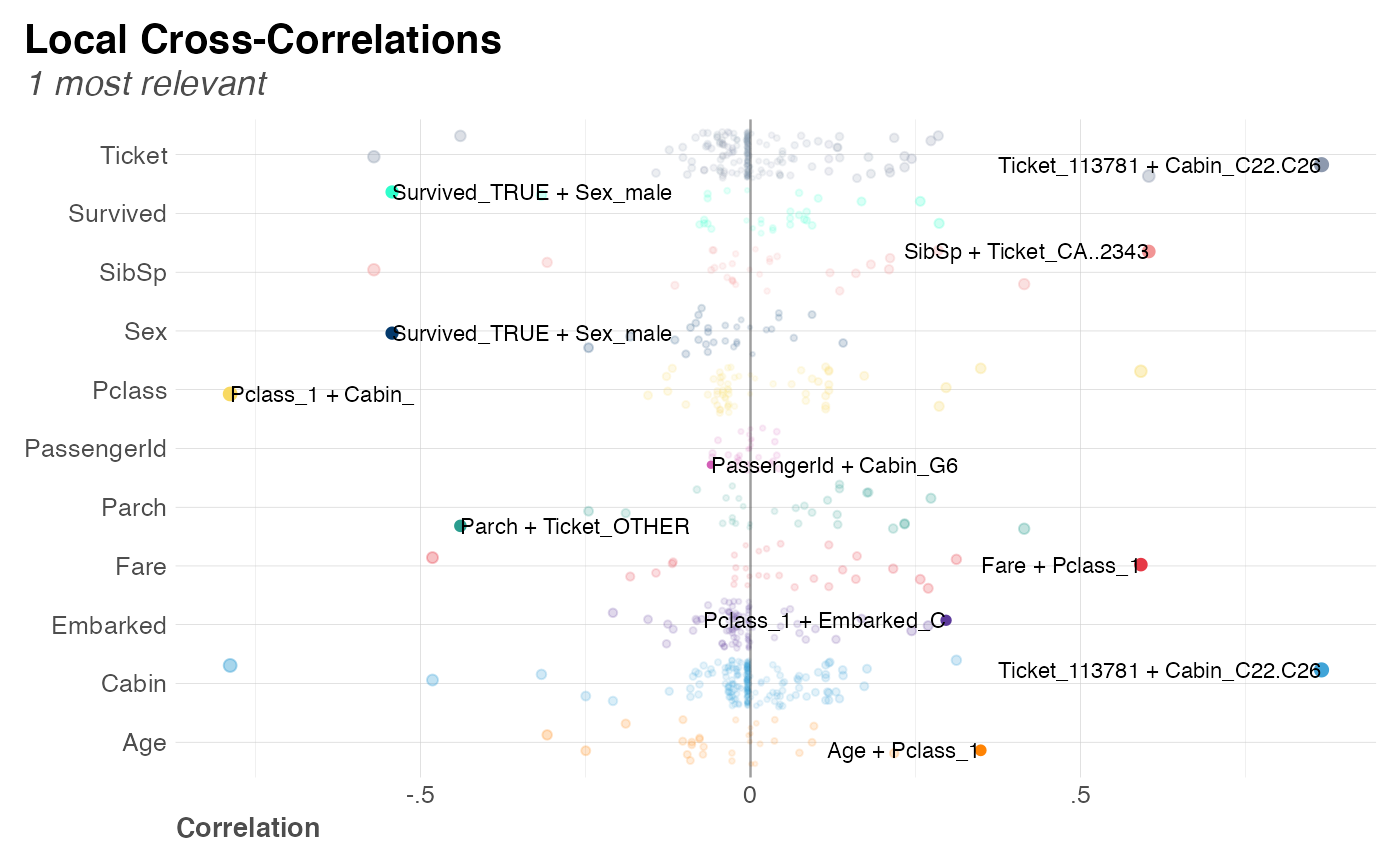 Local Cross-Correlations
1 most relevant
Ticket
Ticket_113781 + Cabin_C22.C26
Survived_TRUE + Sex_male
Survived
SibSp + Ticket_CA..2343
SibSp
Sex
Survived_TRUE + Sex_male
Pclass
Pclass_1 + Cabin_
PassengerId
PassengerId + Cabin_G6
Parch
Parch + Ticket_OTHER
Fare
Fare + Pclass_1
Embarked
Pclass_1 + Embarked_C
Cabin
Ticket_113781 + Cabin_C22.C26
Age
Age + Pclass_1
-.5 0 .5
Correlation